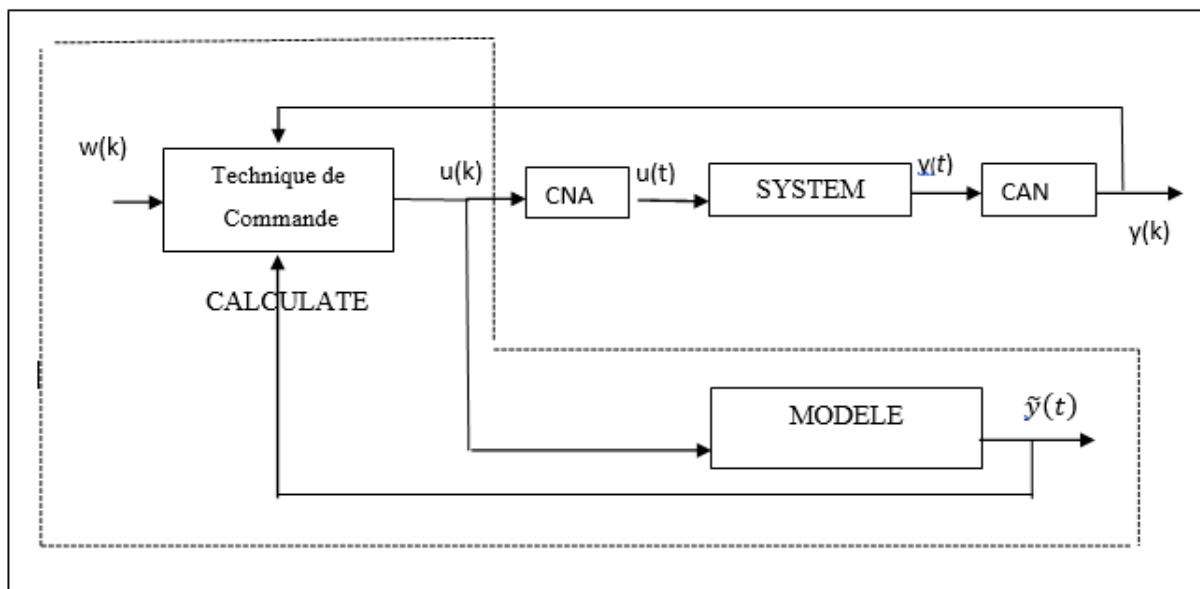 w(k)
Technique de
Commande
u(k)
CNA
u(t)
SYSTEM
y(t)
CAN
y(k)
CALCULATE
MODELE
ỹ(t)